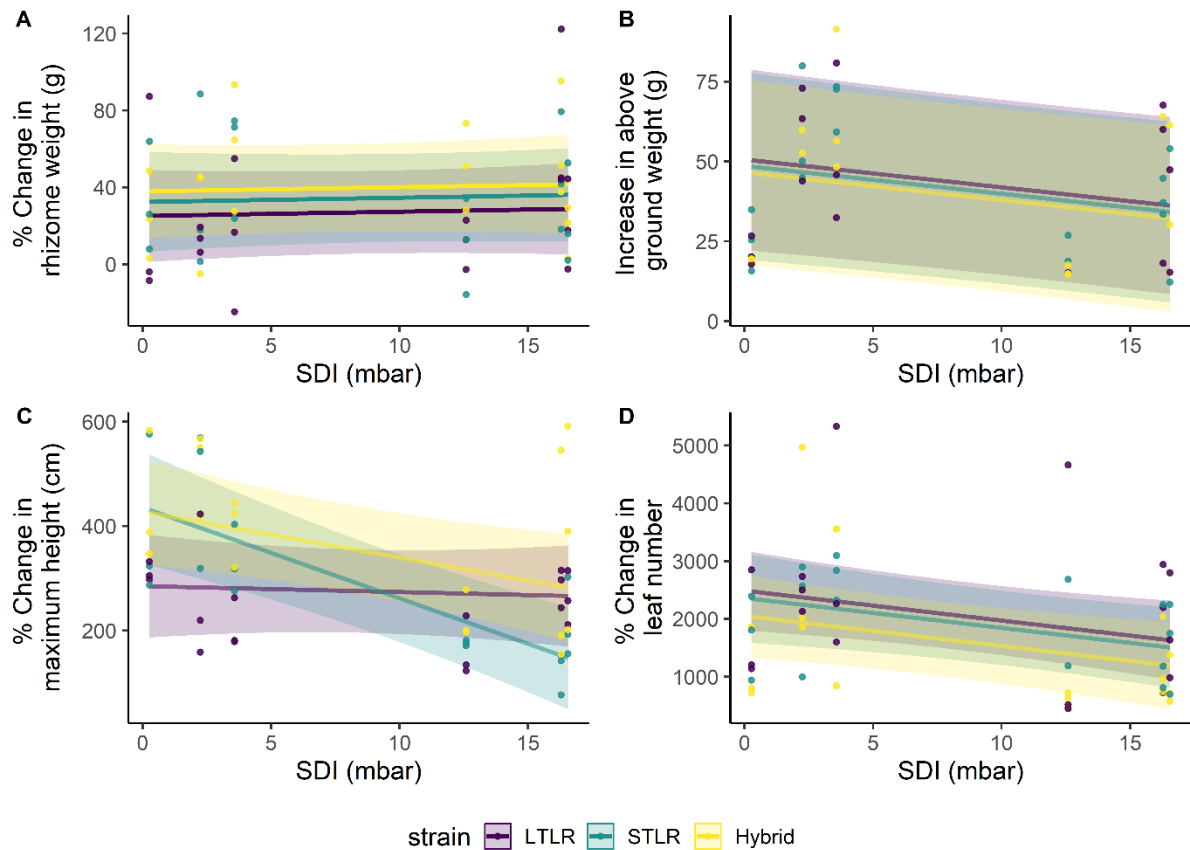 A
% Change in
rhizome weight (g)
120
80
40
0
0 5 10 15
SDI (mbar)
B
Increase in above
ground weight (g)
75
50
25
0
0 5 10 15
SDI (mbar)
C
% Change in
maximum height (cm)
600
400
200
0 5 10 15
SDI (mbar)
D
% Change in
leaf number
5000
4000
3000
2000
1000
0 5 10 15
SDI (mbar)
strain LTLR STLR Hybrid